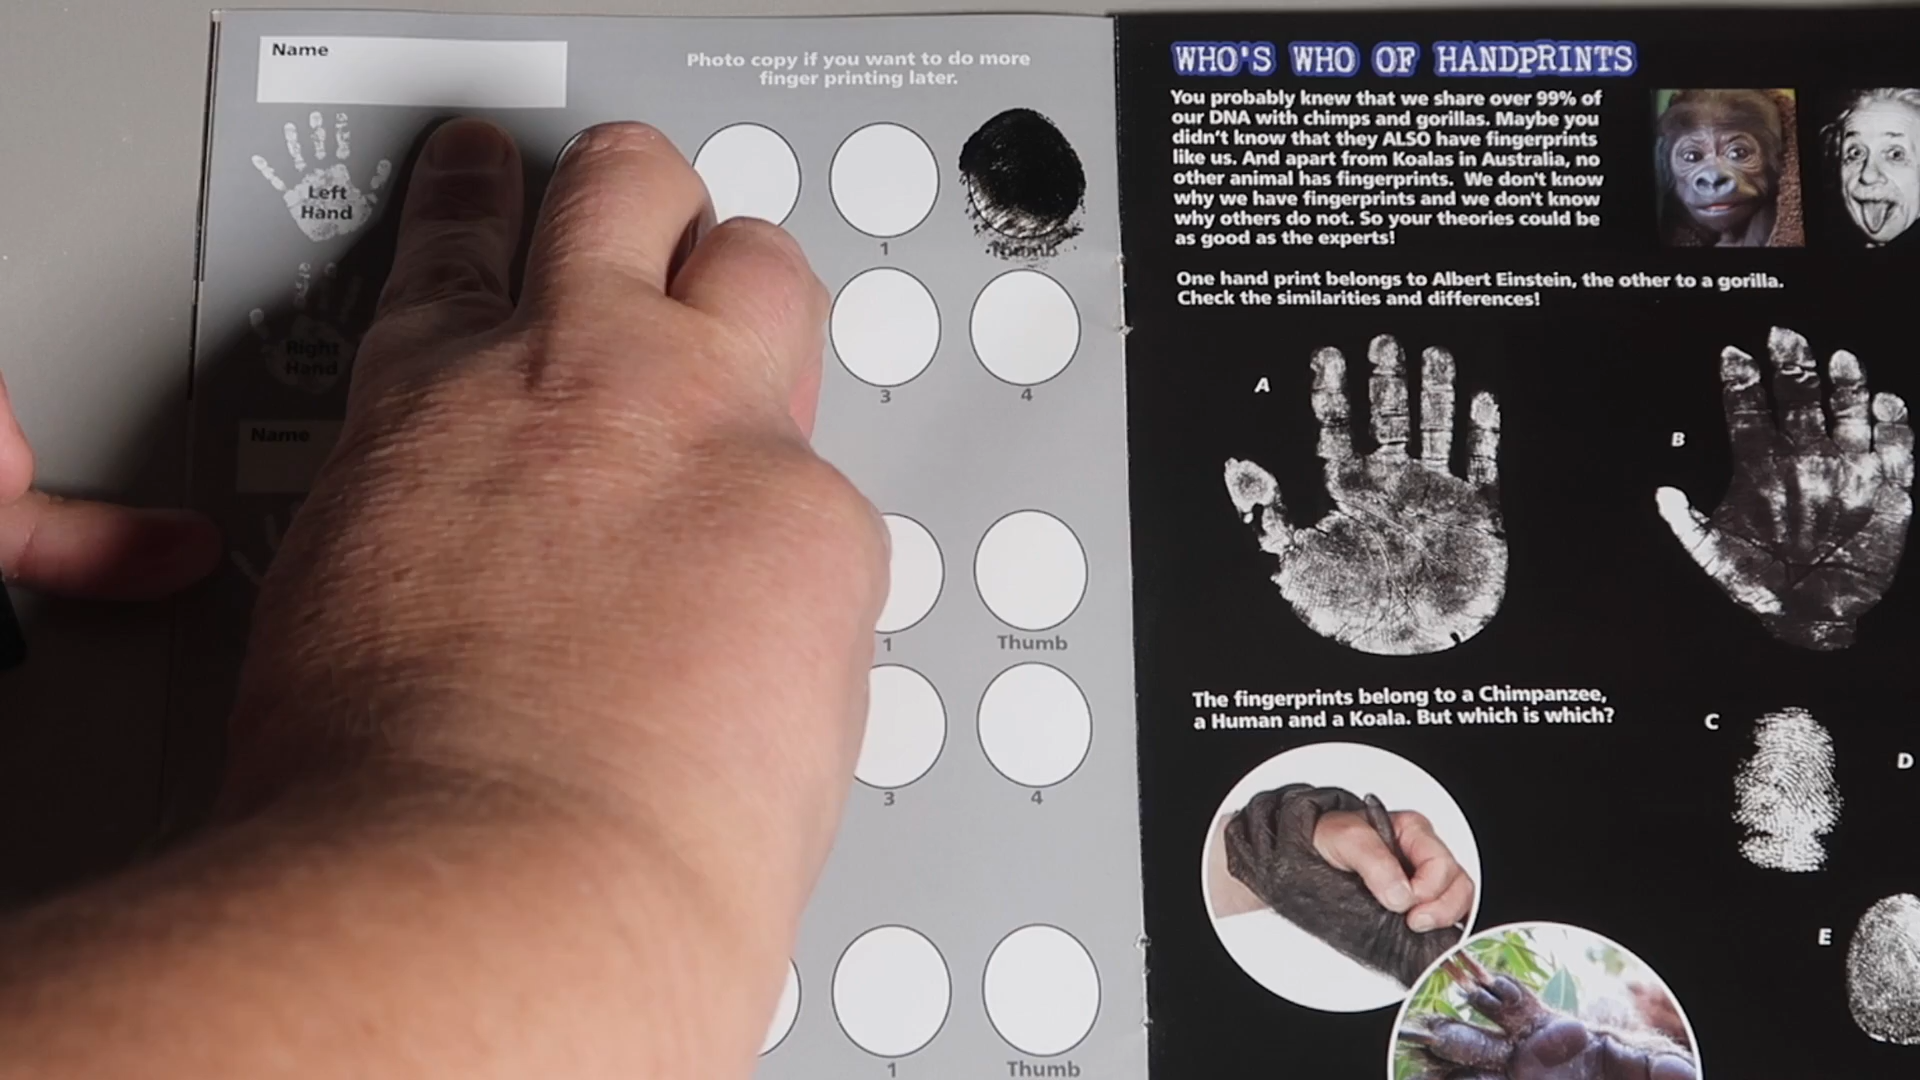 Name
Photo copy if you want to do more
finger printing later.
Left
Hand
1
Thumb
Right
Hand
3
4
Name
1
Thumb
3
4
1
Thumb
WHO'S WHO OF HANDPRINTS
You probably knew that we share over 99% of
our DNA with chimps and gorillas. Maybe you
didn't know that they ALSO have fingerprints
like us. And apart from Koalas in Australia, no
other animal has fingerprints. We don't know
why we have fingerprints and we don't know
why others do not. So your theories could be
as good as the experts!
One hand print belongs to Albert Einstein, the other to a gorilla.
Check the similarities and differences!
A
B
The fingerprints belong to a Chimpanzee,
a Human and a Koala. But which is which?
C
D
E